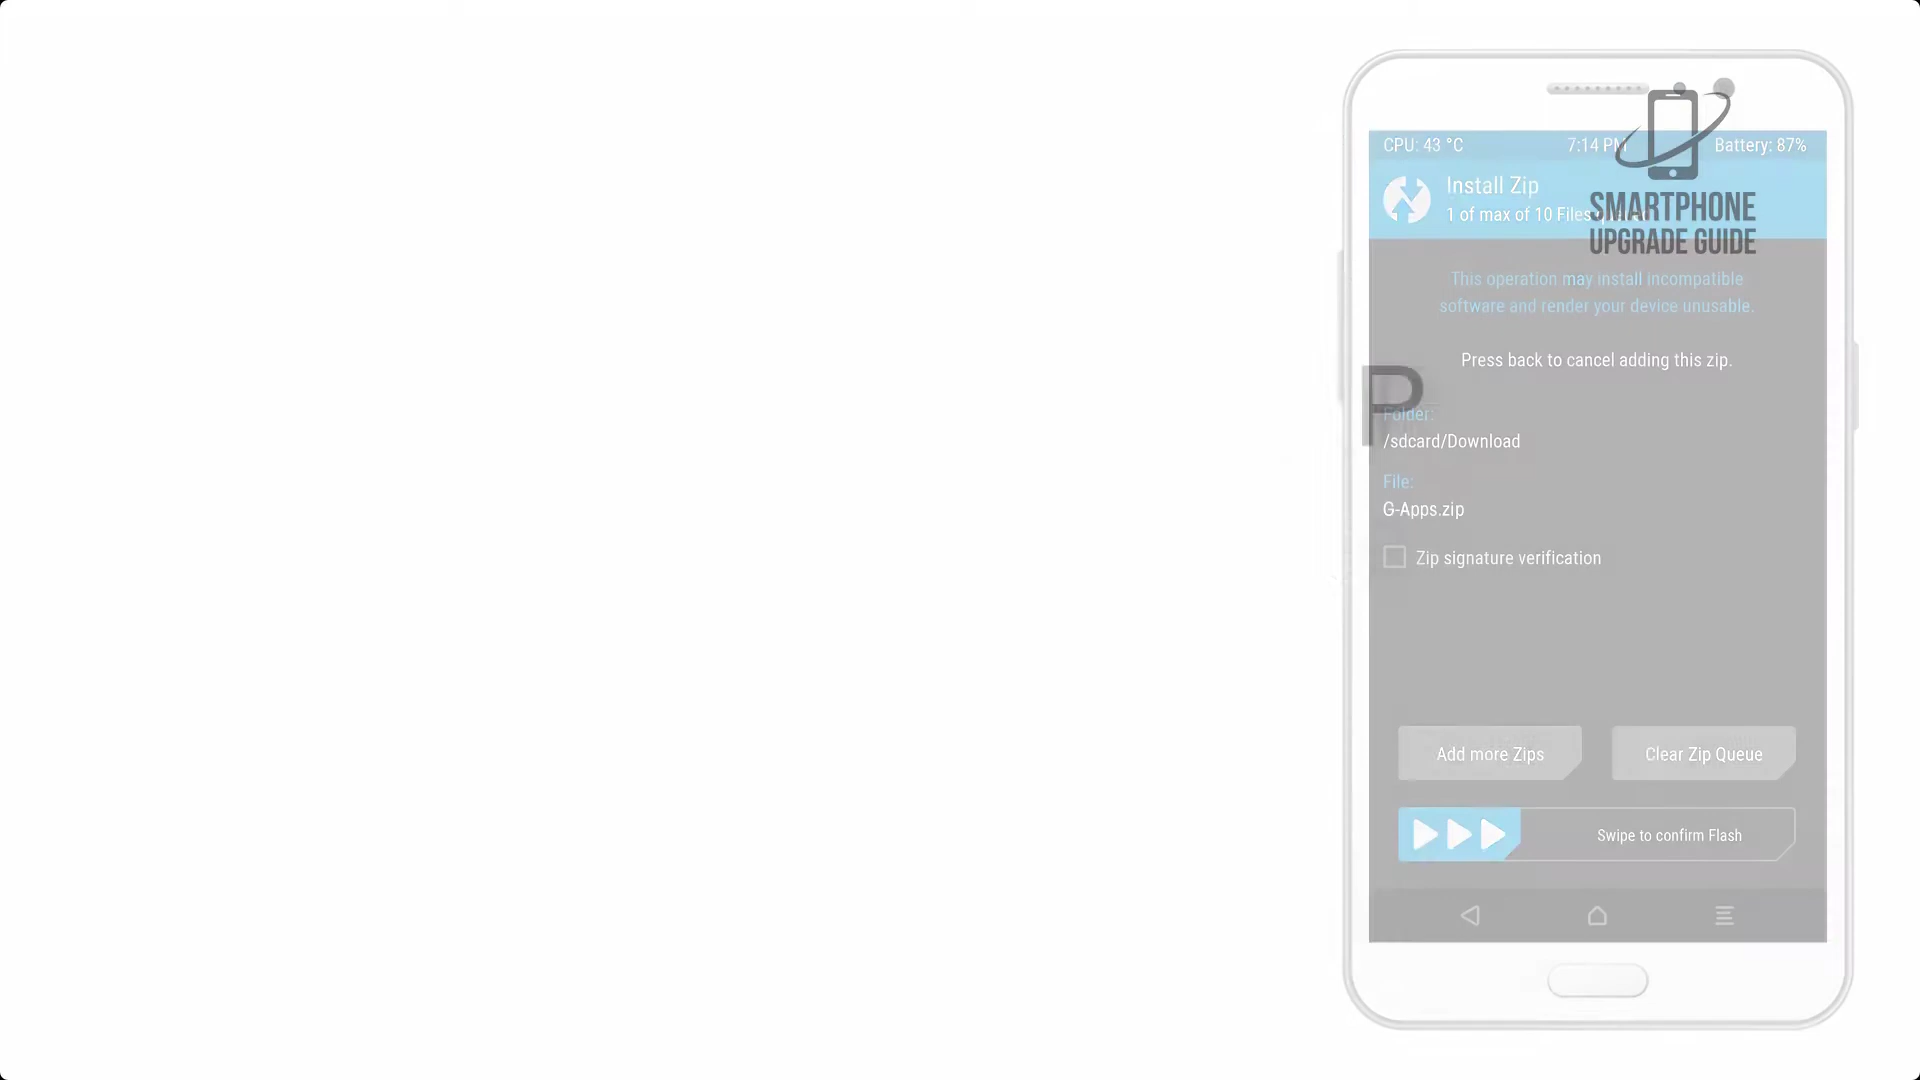 CPU: 43 °C 7:14 PM Battery: 87%
Install Zip
1 of max of 10 Files queued
SMARTPHONE
UPGRADE GUIDE
This operation may install incompatible
software and render your device unusable.
Press back to cancel adding this zip.
P
Folder:
/sdcard/Download
File:
G-Apps.zip
Zip signature verification
Add more Zips
Clear Zip Queue
Swipe to confirm Flash